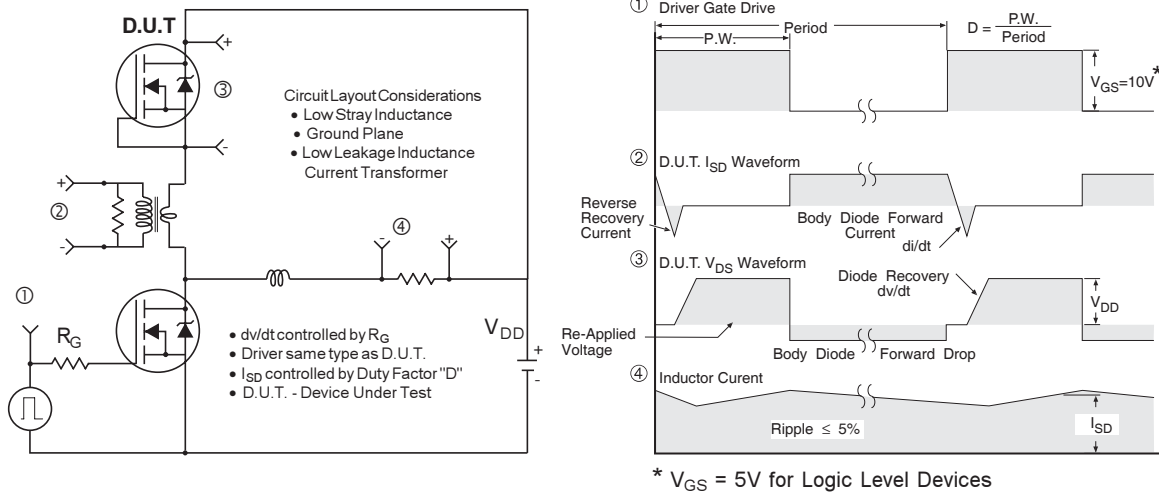 D.U.T
+
③
-
Circuit Layout Considerations
• Low Stray Inductance
• Ground Plane
• Low Leakage Inductance
Current Transformer
+
②
-
- ④ +
①
R_G
V_DD
+
-
• dv/dt controlled by R_G
• Driver same type as D.U.T.
• I_SD controlled by Duty Factor "D"
• D.U.T. - Device Under Test
① Driver Gate Drive
P.W.
Period
D = P.W. / Period
V_GS=10V*
② D.U.T. I_SD Waveform
Reverse
Recovery
Current
Body Diode Forward
Current
di/dt
③ D.U.T. V_DS Waveform
Diode Recovery
dv/dt
V_DD
Re-Applied
Voltage
Body Diode Forward Drop
④ Inductor Curent
Ripple ≤ 5%
I_SD
* V_GS = 5V for Logic Level Devices